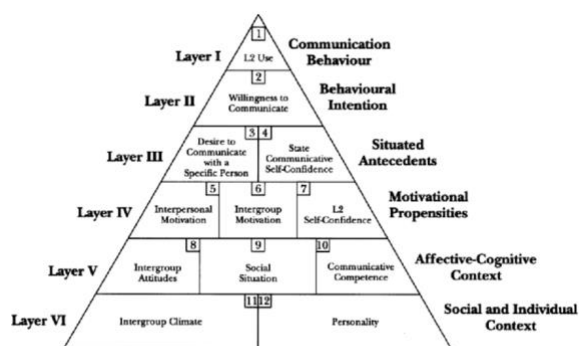 1
Layer I
L2 Use
Communication
Behaviour
2
Layer II
Willingness to
Communicate
Behavioural
Intention
3 4
Layer III
Desire to
Communicate
with a
Specific Person
State
Communicative
Self-Confidence
Situated
Antecedents
5 6 7
Layer IV
Interpersonal
Motivation
Intergroup
Motivation
L2
Self-Confidence
Motivational
Propensities
8 9 10
Layer V
Intergroup
Attitudes
Social
Situation
Communicative
Competence
Affective-Cognitive
Context
11 12
Layer VI
Intergroup Climate
Personality
Social and Individual
Context